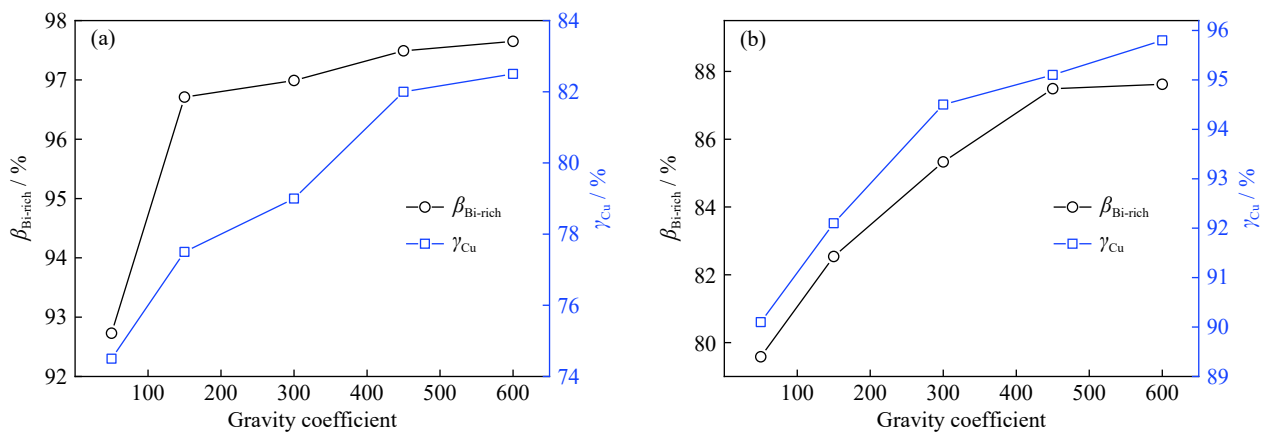 (a)
98
97
96
95
94
93
92
β_Bi-rich / %
84
82
80
78
76
74
γ_Cu / %
β_Bi-rich
γ_Cu
100 200 300 400 500 600
Gravity coefficient
(b)
88
86
84
82
80
β_Bi-rich / %
96
95
94
93
92
91
90
89
γ_Cu / %
β_Bi-rich
γ_Cu
100 200 300 400 500 600
Gravity coefficient